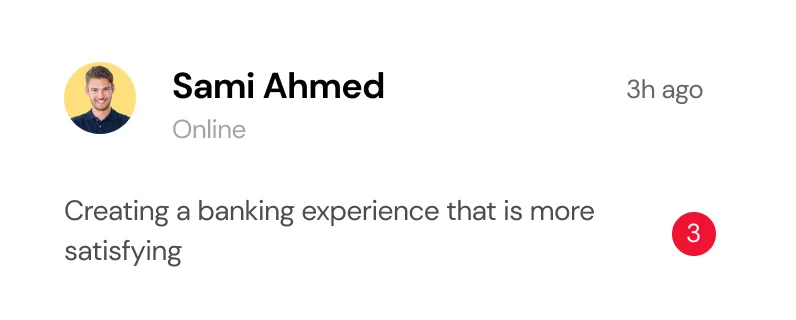 Sami Ahmed
3h ago
Online
Creating a banking experience that is more
satisfying
3